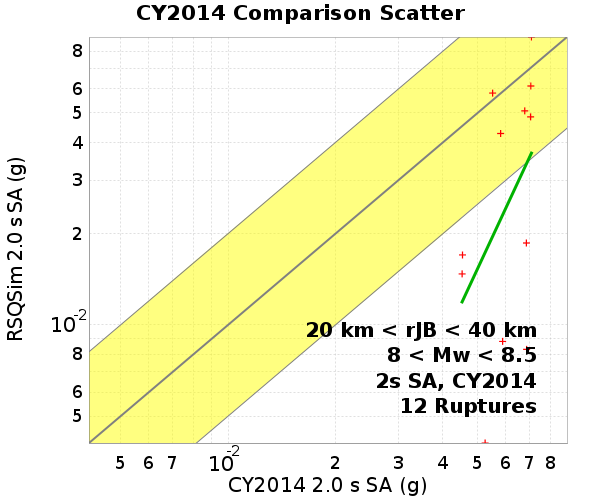 CY2014 Comparison Scatter
RSQSim 2.0 s SA (g)
8
6
5
4
3
2
10-2
8
6
5
20 km < rJB < 40 km
8 < Mw < 8.5
2s SA, CY2014
12 Ruptures
5 6 7 10-2 2 3 4 5 6 7 8
CY2014 2.0 s SA (g)